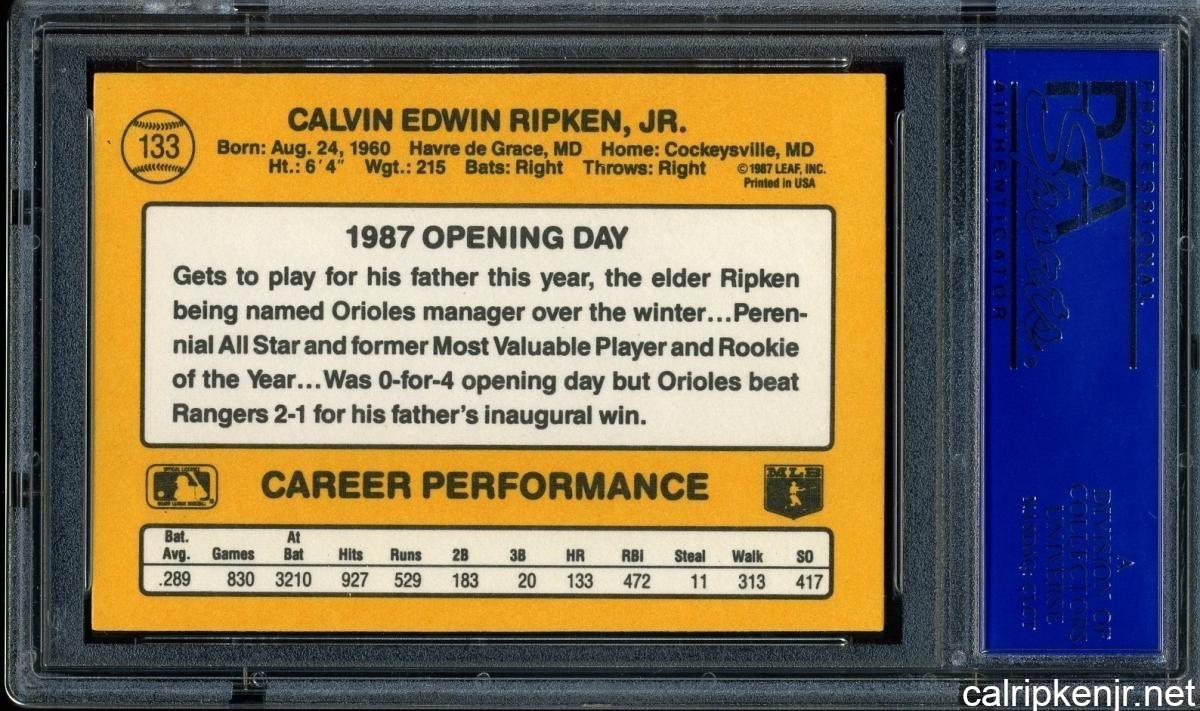 133
CALVIN EDWIN RIPKEN, JR.
Born: Aug. 24, 1960 Havre de Grace, MD Home: Cockeysville, MD
Ht.: 6'4" Wgt.: 215 Bats: Right Throws: Right
©1987 LEAF, INC.
Printed in USA
1987 OPENING DAY
Gets to play for his father this year, the elder Ripken
being named Orioles manager over the winter...Peren-
nial All Star and former Most Valuable Player and Rookie
of the Year...Was 0-for-4 opening day but Orioles beat
Rangers 2-1 for his father's inaugural win.
CAREER PERFORMANCE
MLB
Bat. At
Avg. Games Bat Hits Runs 2B 3B HR RBI Steal Walk SO
.289 830 3210 927 529 183 20 133 472 11 313 417
PROFESSIONAL
PSA
Sports
AUTHENTICATOR
A
DIVISION OF
COLLECTORS
UNIVERSE
NASDAQ: CLCT
calripkenjr.net